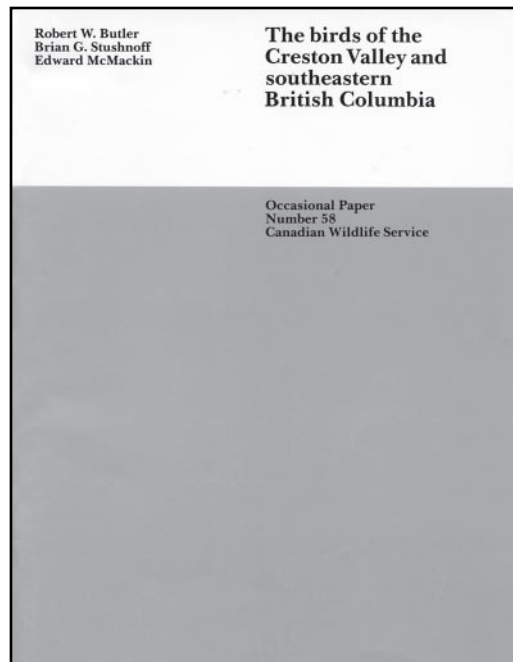 Robert W. Butler
Brian G. Stushnoff
Edward McMackin
The birds of the
Creston Valley and
southeastern
British Columbia
Occasional Paper
Number 58
Canadian Wildlife Service